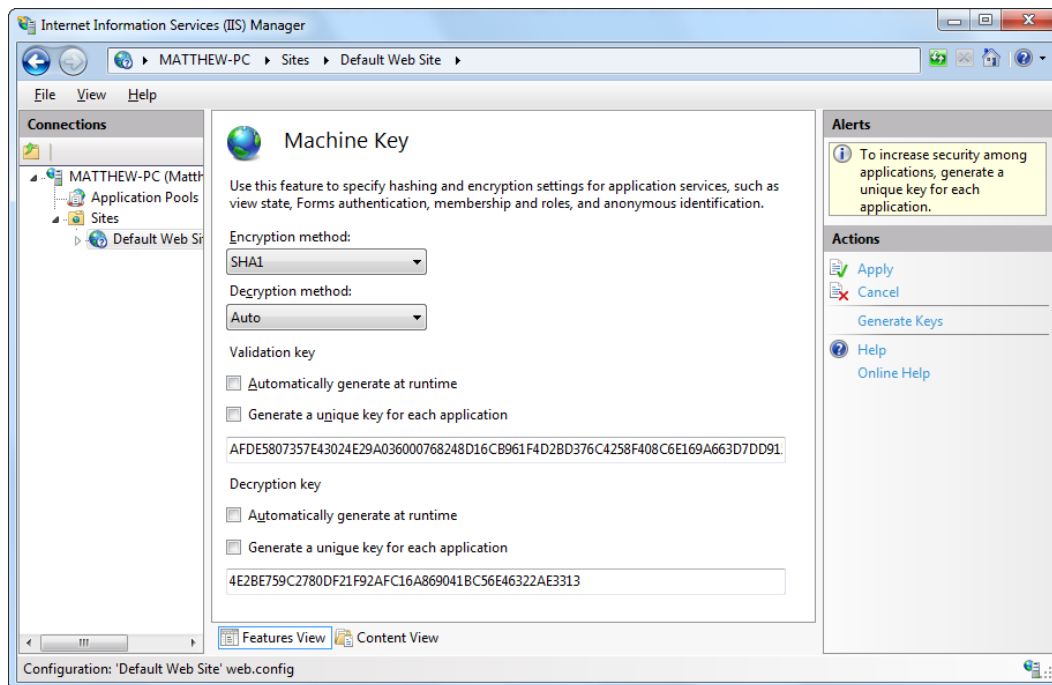 Internet Information Services (IIS) Manager
MATTHEW-PC Sites Default Web Site
File View Help
Connections
MATTHEW-PC (Matth
Application Pools
Sites
Default Web Si
Machine Key
Use this feature to specify hashing and encryption settings for application services, such as
view state, Forms authentication, membership and roles, and anonymous identification.
Encryption method:
SHA1
Decryption method:
Auto
Validation key
Automatically generate at runtime
Generate a unique key for each application
AFDE5807357E43024E29A036000768248D16CB961F4D2BD376C4258F408C6E169A663D7DD91
Decryption key
Automatically generate at runtime
Generate a unique key for each application
4E2BE759C2780DF21F92AFC16A869041BC56E46322AE3313
Features View Content View
Alerts
To increase security among
applications, generate a
unique key for each
application.
Actions
Apply
Cancel
Generate Keys
Help
Online Help
Configuration: 'Default Web Site' web.config